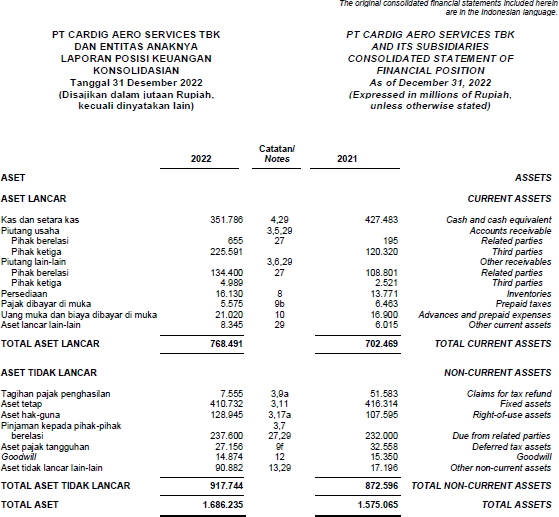 The original consolidated financial statements included herein
are in the Indonesian language.
PT CARDIG AERO SERVICES TBK
DAN ENTITAS ANAKNYA
LAPORAN POSISI KEUANGAN
KONSOLIDASIAN
Tanggal 31 Desember 2022
(Disajikan dalam jutaan Rupiah,
kecuali dinyatakan lain)
PT CARDIG AERO SERVICES TBK
AND ITS SUBSIDIARIES
CONSOLIDATED STATEMENT OF
FINANCIAL POSITION
As of December 31, 2022
(Expressed in millions of Rupiah,
unless otherwise stated)
2022 Catatan/ Notes 2021
ASET ASSETS
ASET LANCAR CURRENT ASSETS
Kas dan setara kas 351.786 4,29 427.483 Cash and cash equivalent
Piutang usaha 3,5,29 Accounts receivable
Pihak berelasi 655 27 195 Related parties
Pihak ketiga 225.591 120.320 Third parties
Piutang lain-lain 3,6,29 Other receivables
Pihak berelasi 134.400 27 108.801 Related parties
Pihak ketiga 4.989 2.521 Third parties
Persediaan 16.130 8 13.771 Inventories
Pajak dibayar di muka 5.575 9b 6.463 Prepaid taxes
Uang muka dan biaya dibayar di muka 21.020 10 16.900 Advances and prepaid expenses
Aset lancar lain-lain 8.345 29 6.015 Other current assets
TOTAL ASET LANCAR 768.491 702.469 TOTAL CURRENT ASSETS
ASET TIDAK LANCAR NON-CURRENT ASSETS
Tagihan pajak penghasilan 7.555 3,9a 51.583 Claims for tax refund
Aset tetap 410.732 3,11 416.314 Fixed assets
Aset hak-guna 128.945 3,17a 107.595 Right-of-use assets
Pinjaman kepada pihak-pihak 3,7
berelasi 237.600 27,29 232.000 Due from related parties
Aset pajak tangguhan 27.156 9f 32.558 Deferred tax assets
Goodwill 14.874 12 15.350 Goodwill
Aset tidak lancar lain-lain 90.882 13,29 17.196 Other non-current assets
TOTAL ASET TIDAK LANCAR 917.744 872.596 TOTAL NON-CURRENT ASSETS
TOTAL ASET 1.686.235 1.575.065 TOTAL ASSETS